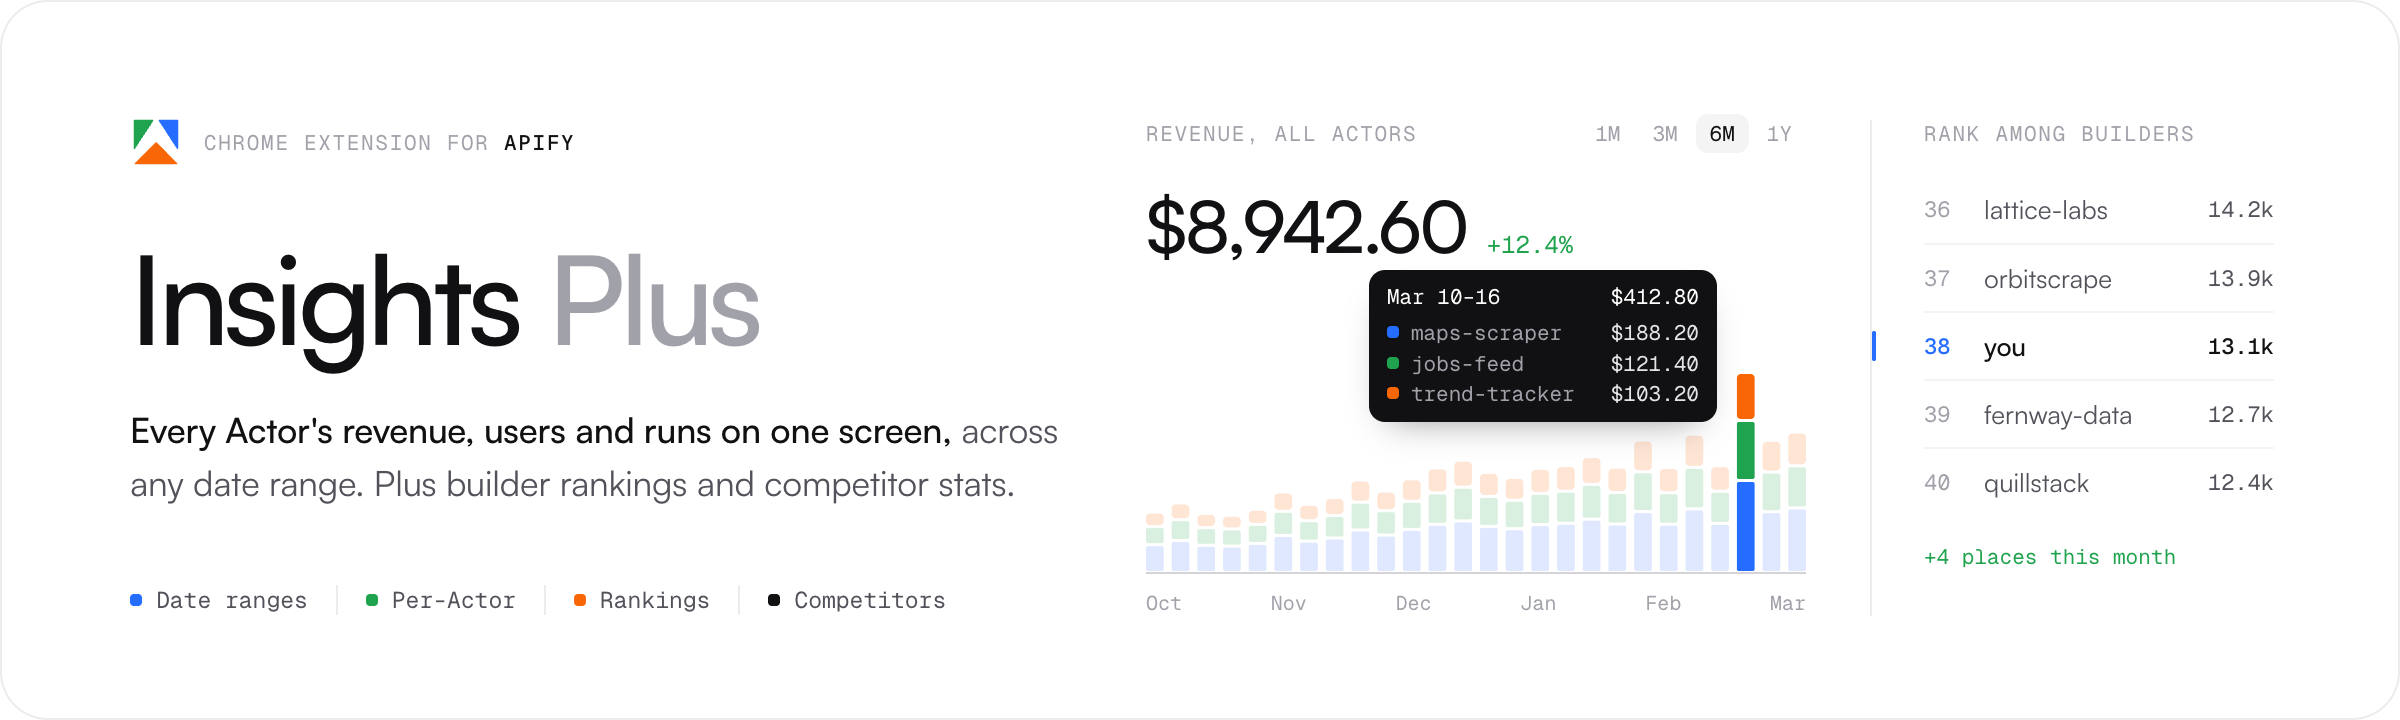 CHROME EXTENSION FOR APIFY
Insights Plus
Every Actor's revenue, users and runs on one screen, across
any date range. Plus builder rankings and competitor stats.
Date ranges
Per-Actor
Rankings
Competitors
REVENUE, ALL ACTORS
1M 3M 6M 1Y
$8,942.60 +12.4%
Mar 10-16 $412.80
maps-scraper $188.20
jobs-feed $121.40
trend-tracker $103.20
Oct Nov Dec Jan Feb Mar
RANK AMONG BUILDERS
36 lattice-labs 14.2k
37 orbitscrape 13.9k
38 you 13.1k
39 fernway-data 12.7k
40 quillstack 12.4k
+4 places this month